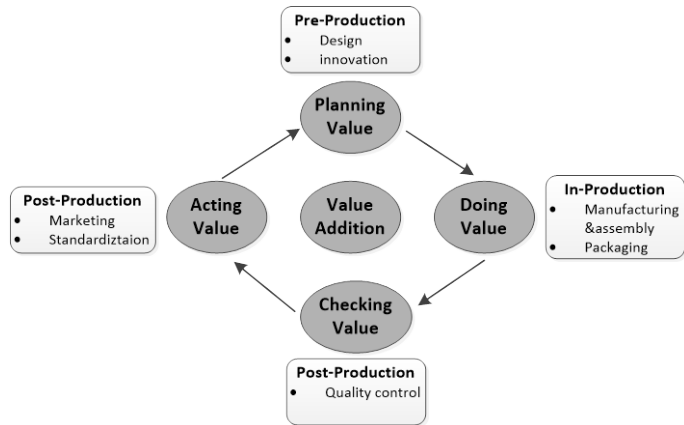 Pre-Production
• Design
• innovation
Planning
Value
Post-Production
• Marketing
• Standardiztaion
Acting
Value
Value
Addition
Doing
Value
In-Production
• Manufacturing
&assembly
• Packaging
Checking
Value
Post-Production
• Quality control